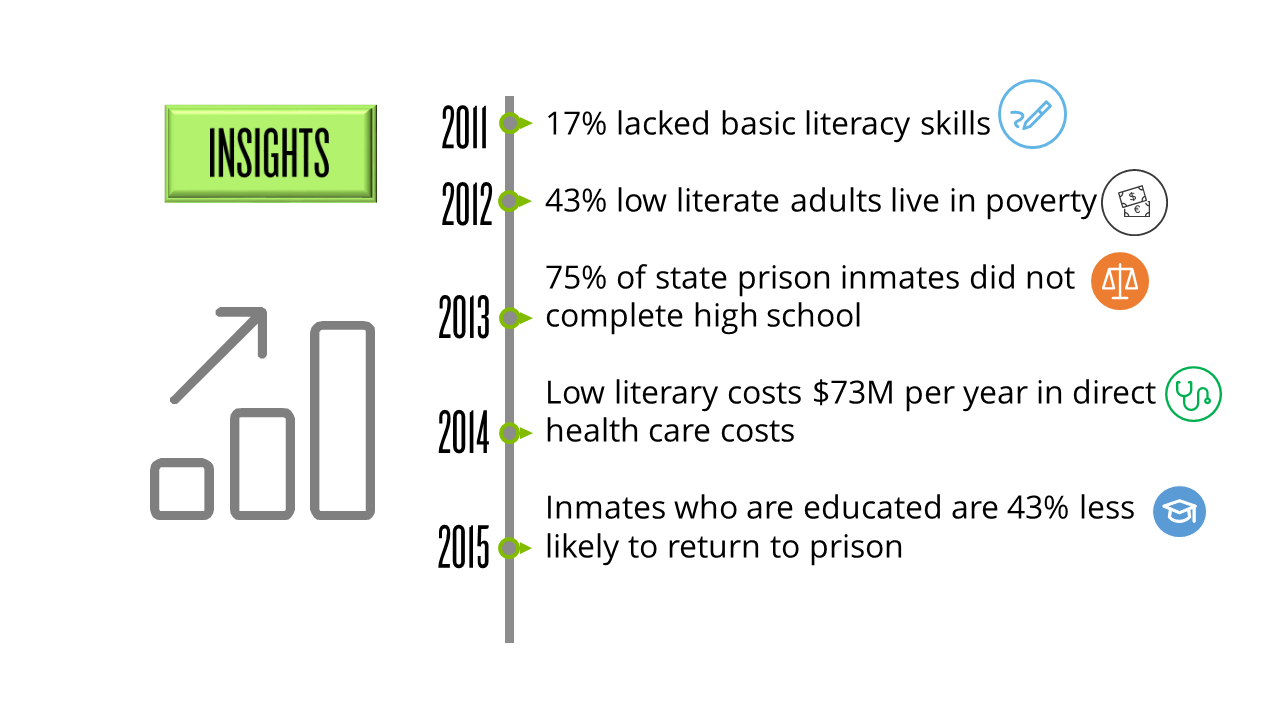 INSIGHTS
2011
17% lacked basic literacy skills
2012
43% low literate adults live in poverty
$
€
2013
75% of state prison inmates did not
complete high school
2014
Low literary costs $73M per year in direct
health care costs
2015
Inmates who are educated are 43% less
likely to return to prison